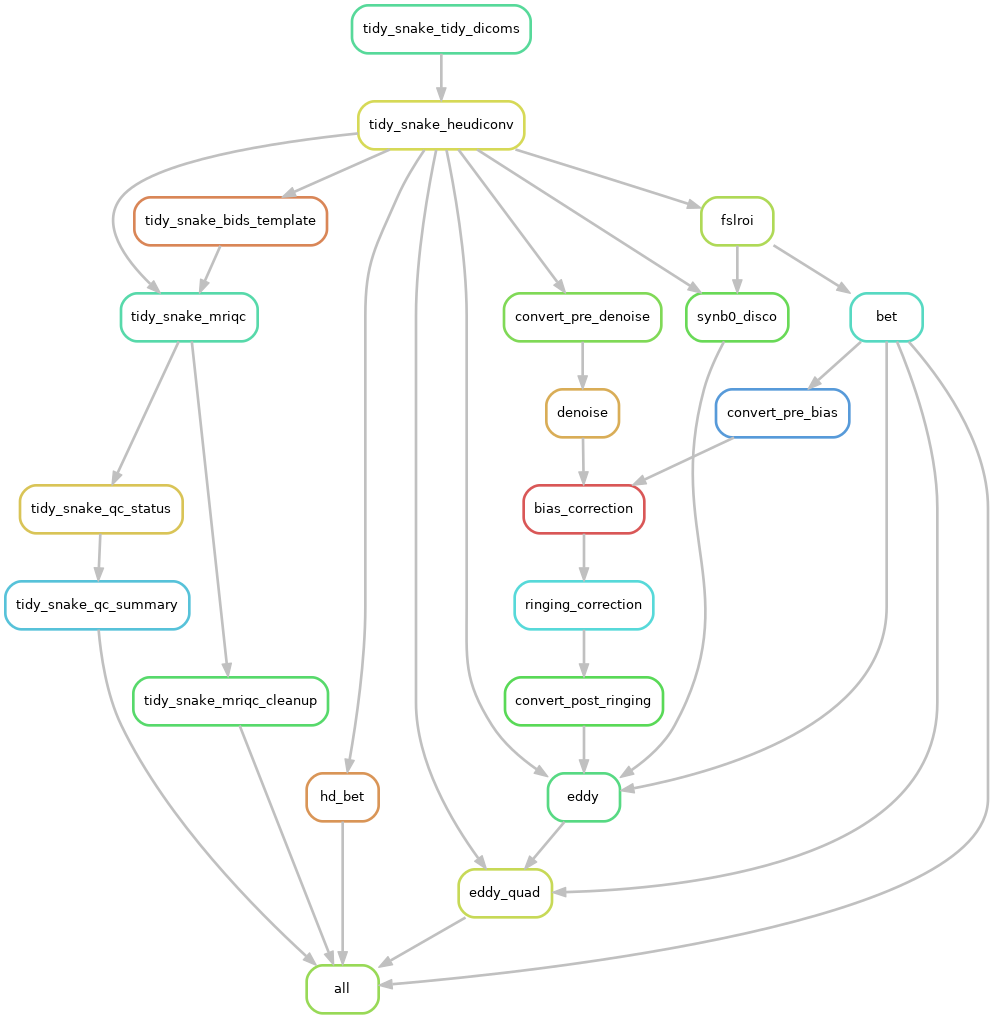 tidy_snake_tidy_dicoms
tidy_snake_heudiconv
tidy_snake_bids_template
fslroi
tidy_snake_mriqc
convert_pre_denoise
synb0_disco
bet
denoise
convert_pre_bias
tidy_snake_qc_status
bias_correction
tidy_snake_qc_summary
ringing_correction
tidy_snake_mriqc_cleanup
convert_post_ringing
hd_bet
eddy
eddy_quad
all